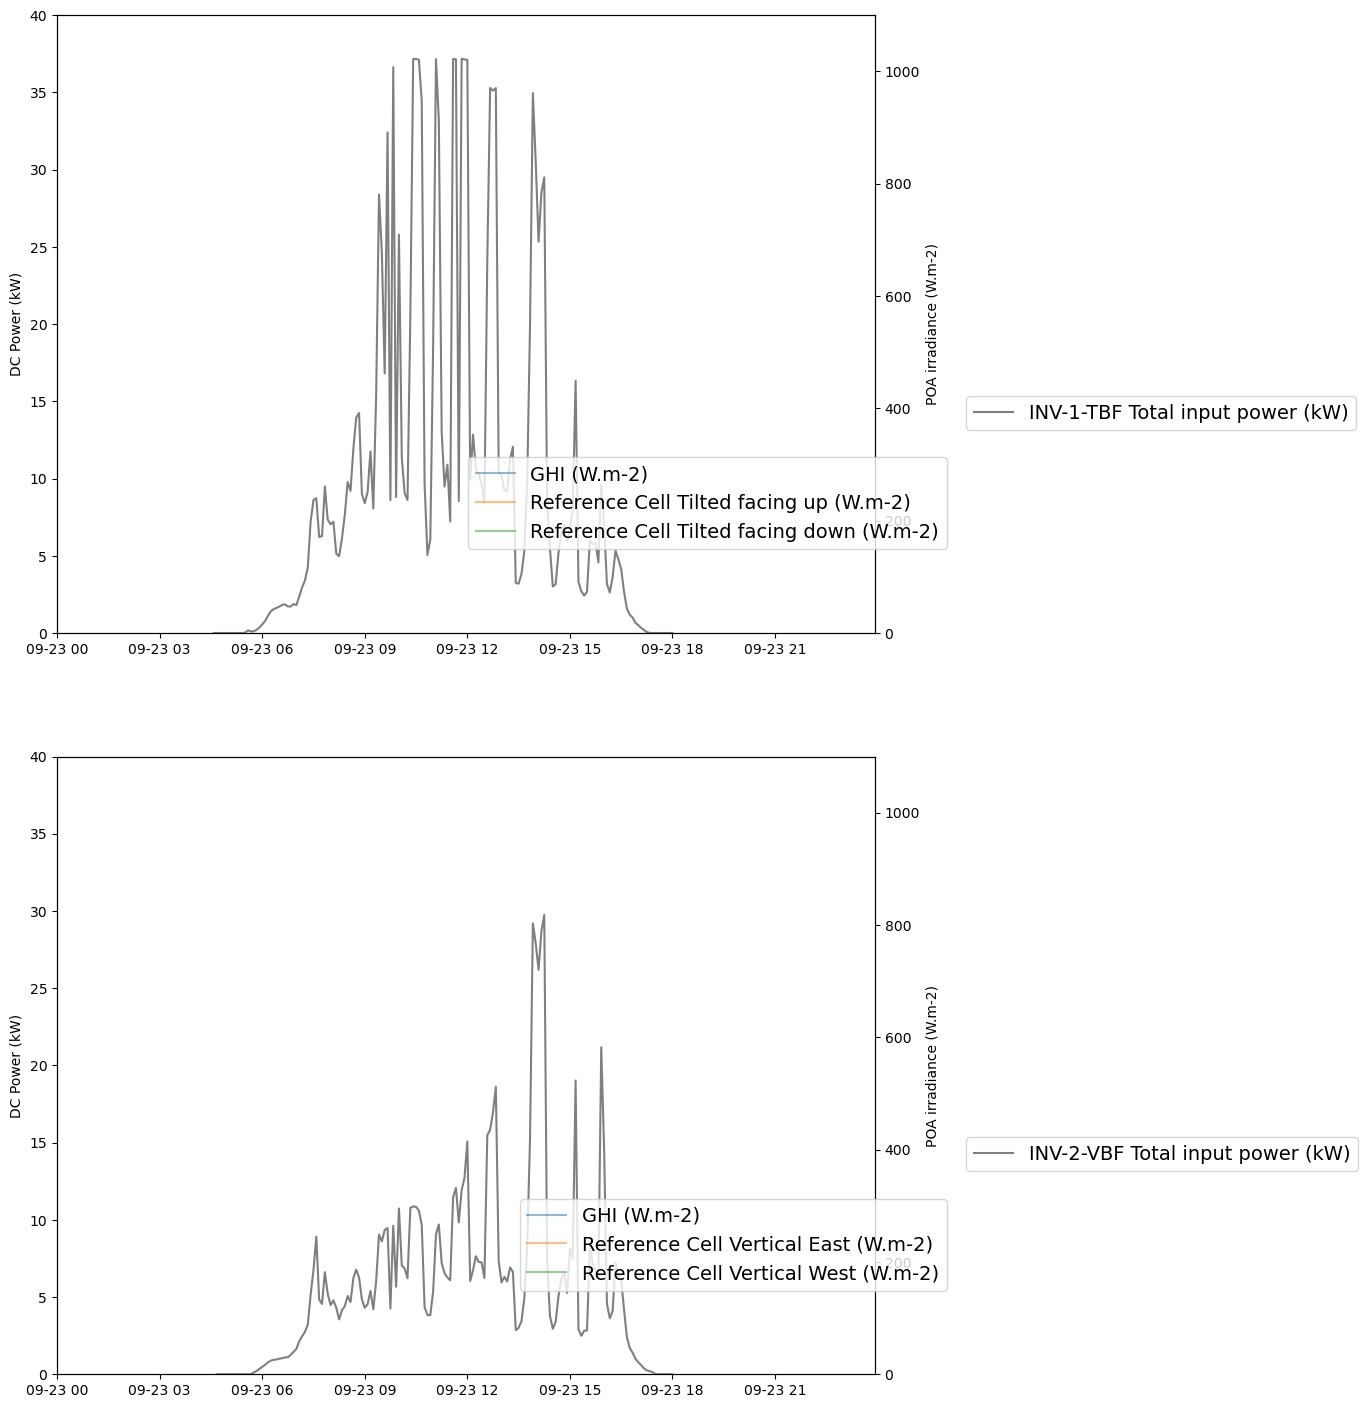 40
35
30
25
20
15
10
5
0
DC Power (kW)
1000
800
600
400
200
0
POA irradiance (W.m-2)
INV-1-TBF Total input power (kW)
GHI (W.m-2)
Reference Cell Tilted facing up (W.m-2)
Reference Cell Tilted facing down (W.m-2)
09-23 00 09-23 03 09-23 06 09-23 09 09-23 12 09-23 15 09-23 18 09-23 21
40
35
30
25
20
15
10
5
0
DC Power (kW)
1000
800
600
400
200
0
POA irradiance (W.m-2)
INV-2-VBF Total input power (kW)
GHI (W.m-2)
Reference Cell Vertical East (W.m-2)
Reference Cell Vertical West (W.m-2)
09-23 00 09-23 03 09-23 06 09-23 09 09-23 12 09-23 15 09-23 18 09-23 21